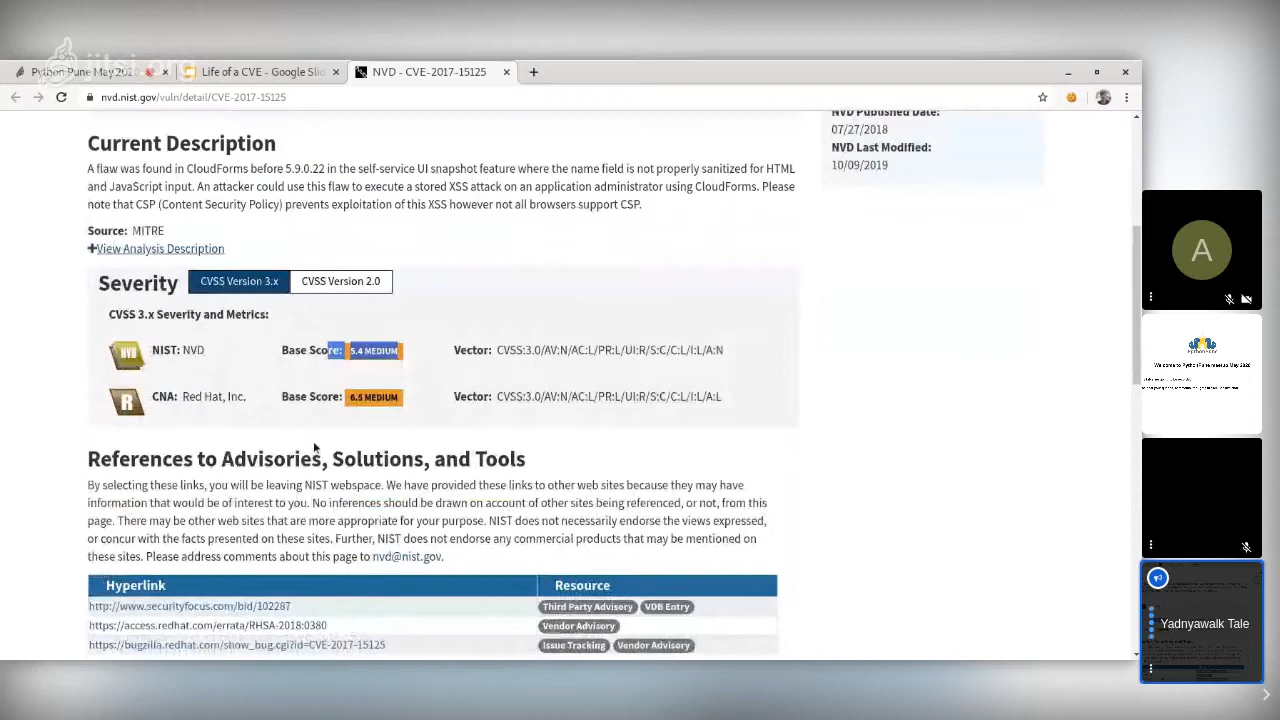 jitsi.org
Python Pune May 2020
Life of a CVE - Google Slid
NVD - CVE-2017-15125
nvd.nist.gov/vuln/detail/CVE-2017-15125
NVD Published Date:
07/27/2018
NVD Last Modified:
10/09/2019
Current Description
A flaw was found in CloudForms before 5.9.0.22 in the self-service UI snapshot feature where the name field is not properly sanitized for HTML
and JavaScript input. An attacker could use this flaw to execute a stored XSS attack on an application administrator using CloudForms. Please
note that CSP (Content Security Policy) prevents exploitation of this XSS however not all browsers support CSP.
Source: MITRE
+View Analysis Description
Severity
CVSS Version 3.x
CVSS Version 2.0
CVSS 3.x Severity and Metrics:
NVD
NIST: NVD
Base Score: 5.4 MEDIUM
Vector: CVSS:3.0/AV:N/AC:L/PR:L/UI:R/S:C/C:L/I:L/A:N
R
CNA: Red Hat, Inc.
Base Score: 6.5 MEDIUM
Vector: CVSS:3.0/AV:N/AC:L/PR:L/UI:R/S:C/C:L/I:L/A:L
References to Advisories, Solutions, and Tools
By selecting these links, you will be leaving NIST webspace. We have provided these links to other web sites because they may have
information that would be of interest to you. No inferences should be drawn on account of other sites being referenced, or not, from this
page. There may be other web sites that are more appropriate for your purpose. NIST does not necessarily endorse the views expressed,
or concur with the facts presented on these sites. Further, NIST does not endorse any commercial products that may be mentioned on
these sites. Please address comments about this page to nvd@nist.gov.
Hyperlink
Resource
http://www.securityfocus.com/bid/102287
Third Party Advisory
VDB Entry
https://access.redhat.com/errata/RHSA-2018:0380
Vendor Advisory
https://bugzilla.redhat.com/show_bug.cgi?id=CVE-2017-15125
Issue Tracking
Vendor Advisory
A
PythonPune
Welcome to PythonPune meetup May 2020
Yadnyawalk Tale